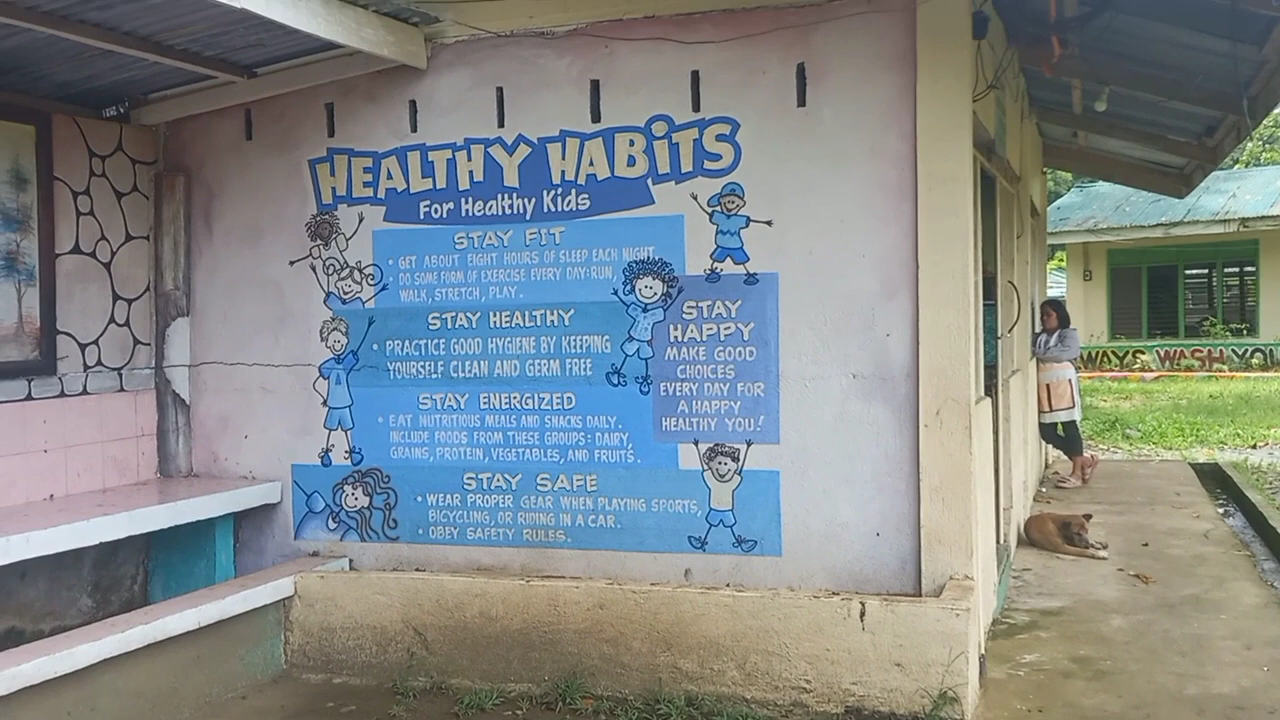 HEALTHY HABiTS
For Healthy Kids
STAY FIT
• GET ABOUT EIGHT HOURS OF SLEEP EACH NIGHT
• DO SOME FORM OF EXERCISE EVERY DAY: RUN,
WALK, STRETCH, PLAY.
STAY HEALTHY
• PRACTICE GOOD HYGIENE BY KEEPING
YOURSELF CLEAN AND GERM FREE
STAY HAPPY
MAKE GOOD
CHOICES
EVERY DAY FOR
A HAPPY
HEALTHY YOU!
STAY ENERGIZED
• EAT NUTRITIOUS MEALS AND SNACKS DAILY.
INCLUDE FOODS FROM THESE GROUPS: DAIRY,
GRAINS, PROTEIN, VEGETABLES, AND FRUITS.
STAY SAFE
• WEAR PROPER GEAR WHEN PLAYING SPORTS,
BICYCLING, OR RIDING IN A CAR.
• OBEY SAFETY RULES.
WAYS WASH YOU